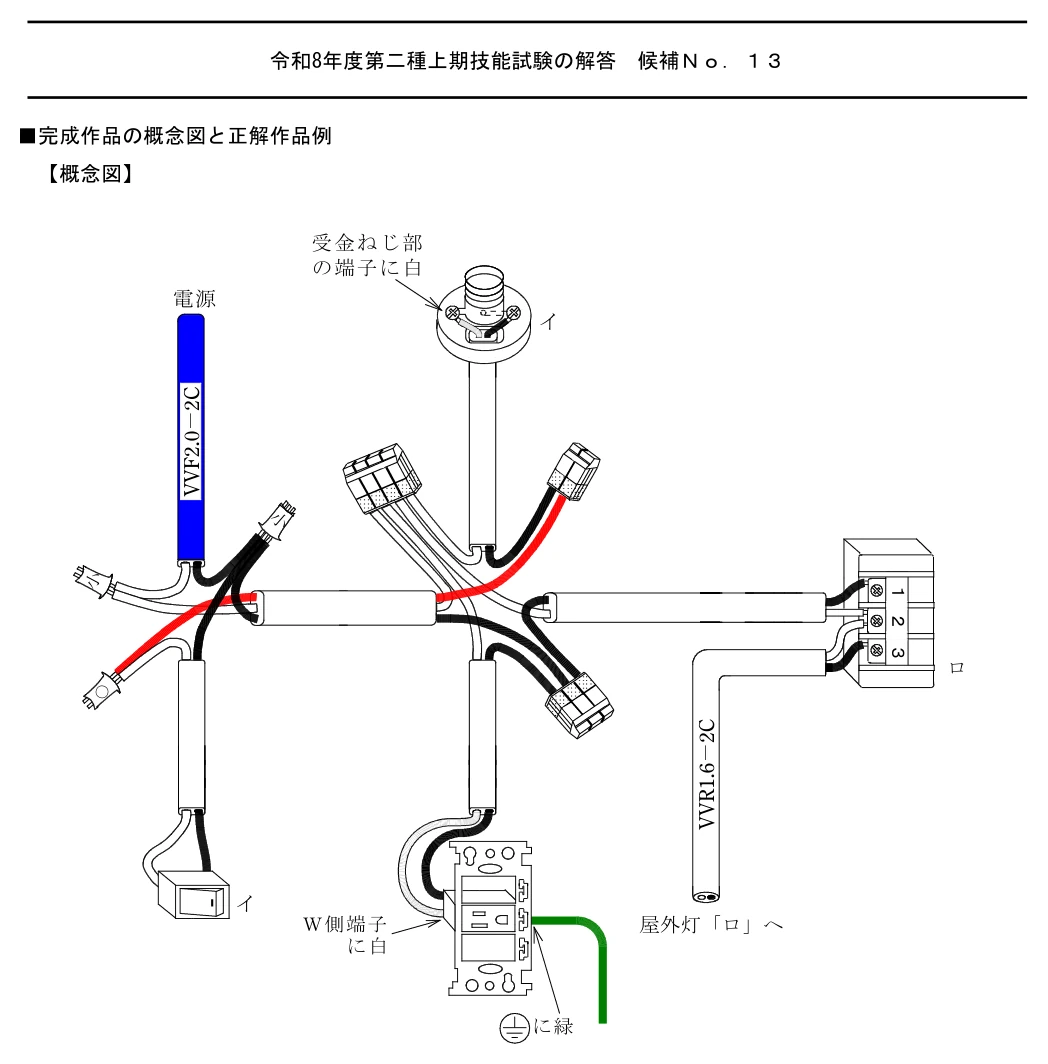 令和8年度第二種上期技能試験の解答　候補Ｎｏ．１３
■完成作品の概念図と正解作品例
【概念図】
受金ねじ部
の端子に白
電源
イ
VVF2.0－2C
小
小
○
1
2
3
ロ
VVR1.6－2C
イ
W側端子
に白
屋外灯「ロ」へ
に緑